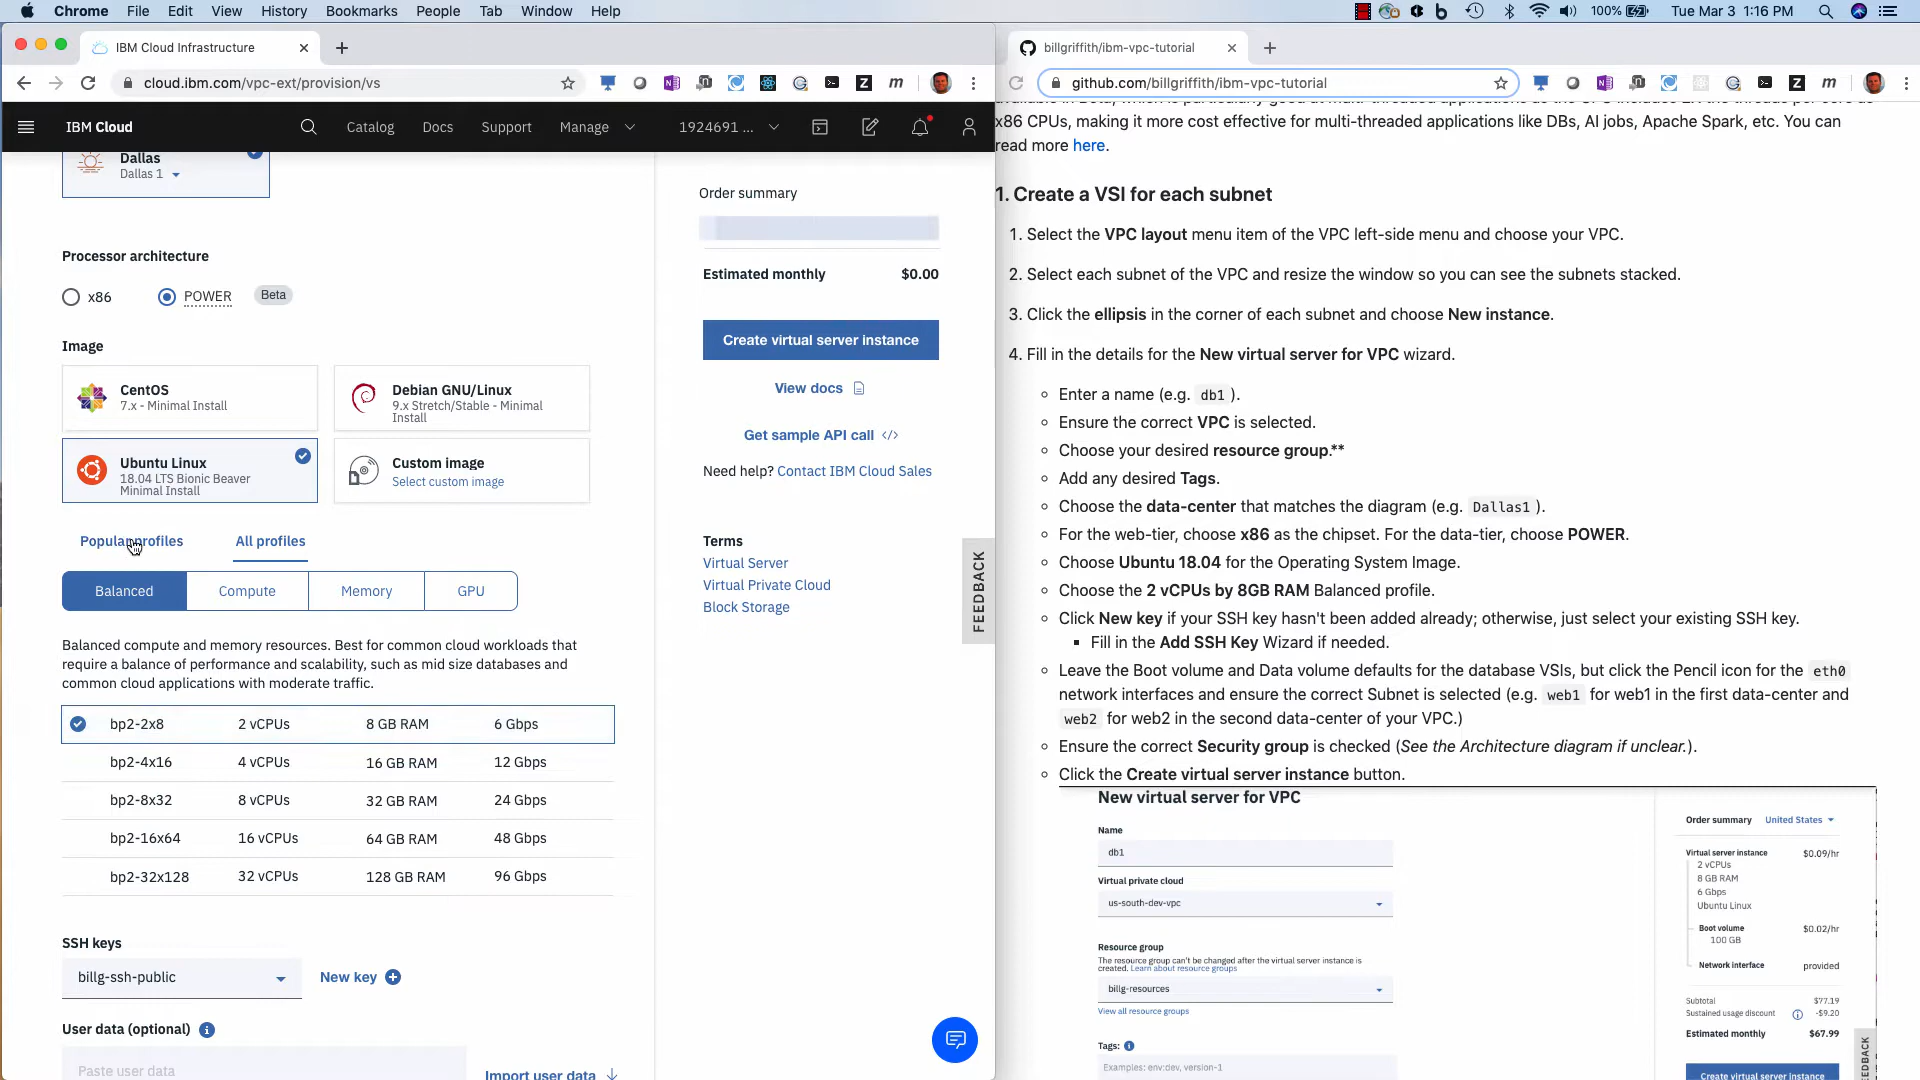 Chrome File Edit View History Bookmarks People Tab Window Help
100% Tue Mar 3 1:16 PM
IBM Cloud Infrastructure
cloud.ibm.com/vpc-ext/provision/vs
IBM Cloud Catalog Docs Support Manage 1924691 ...
Dallas
Dallas 1
Processor architecture
x86 POWER Beta
Image
CentOS
7.x - Minimal Install
Debian GNU/Linux
9.x Stretch/Stable - Minimal
Install
Ubuntu Linux
18.04 LTS Bionic Beaver
Minimal Install
Custom image
Select custom image
Popular profiles All profiles
Balanced Compute Memory GPU
Balanced compute and memory resources. Best for common cloud workloads that
require a balance of performance and scalability, such as mid size databases and
common cloud applications with moderate traffic.
bp2-2x8 2 vCPUs 8 GB RAM 6 Gbps
bp2-4x16 4 vCPUs 16 GB RAM 12 Gbps
bp2-8x32 8 vCPUs 32 GB RAM 24 Gbps
bp2-16x64 16 vCPUs 64 GB RAM 48 Gbps
bp2-32x128 32 vCPUs 128 GB RAM 96 Gbps
SSH keys
billg-ssh-public New key
User data (optional)
Paste user data
Import user data
Order summary
Estimated monthly $0.00
Create virtual server instance
View docs
Get sample API call </>
Need help? Contact IBM Cloud Sales
Terms
Virtual Server
Virtual Private Cloud
Block Storage
FEEDBACK
billgriffith/ibm-vpc-tutorial
github.com/billgriffith/ibm-vpc-tutorial
x86 CPUs, making it more cost effective for multi-threaded applications like DBs, AI jobs, Apache Spark, etc. You can
read more here.
1. Create a VSI for each subnet
1. Select the VPC layout menu item of the VPC left-side menu and choose your VPC.
2. Select each subnet of the VPC and resize the window so you can see the subnets stacked.
3. Click the ellipsis in the corner of each subnet and choose New instance.
4. Fill in the details for the New virtual server for VPC wizard.
Enter a name (e.g. db1 ).
Ensure the correct VPC is selected.
Choose your desired resource group.**
Add any desired Tags.
Choose the data-center that matches the diagram (e.g. Dallas1 ).
For the web-tier, choose x86 as the chipset. For the data-tier, choose POWER.
Choose Ubuntu 18.04 for the Operating System Image.
Choose the 2 vCPUs by 8GB RAM Balanced profile.
Click New key if your SSH key hasn't been added already; otherwise, just select your existing SSH key.
Fill in the Add SSH Key Wizard if needed.
Leave the Boot volume and Data volume defaults for the database VSIs, but click the Pencil icon for the eth0
network interfaces and ensure the correct Subnet is selected (e.g. web1 for web1 in the first data-center and
web2 for web2 in the second data-center of your VPC.)
Ensure the correct Security group is checked (See the Architecture diagram if unclear.).
Click the Create virtual server instance button.
New virtual server for VPC
Name
db1
Virtual private cloud
us-south-dev-vpc
Resource group
The resource group can't be changed after the virtual server instance is
created. Learn about resource groups
billg-resources
View all resource groups
Tags:
Examples: env:dev, version-1
Order summary United States
Virtual server instance $0.09/hr
2 vCPUs
8 GB RAM
6 Gbps
Ubuntu Linux
Boot volume $0.02/hr
100 GB
Network interface provided
Subtotal $77.19
Sustained usage discount -$9.20
Estimated monthly $67.99
Create virtual server instance
FEEDBACK